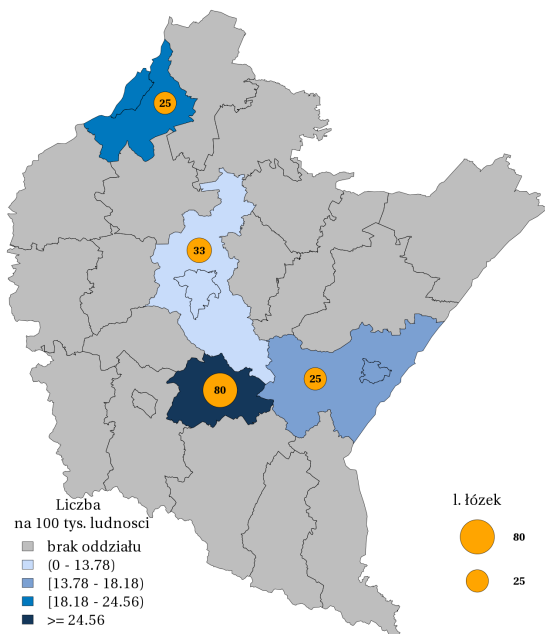 25
33
80
25
Liczba
na 100 tys. ludnosci
brak oddziału
(0 - 13.78)
[13.78 - 18.18)
[18.18 - 24.56)
>= 24.56
l. łózek
80
25